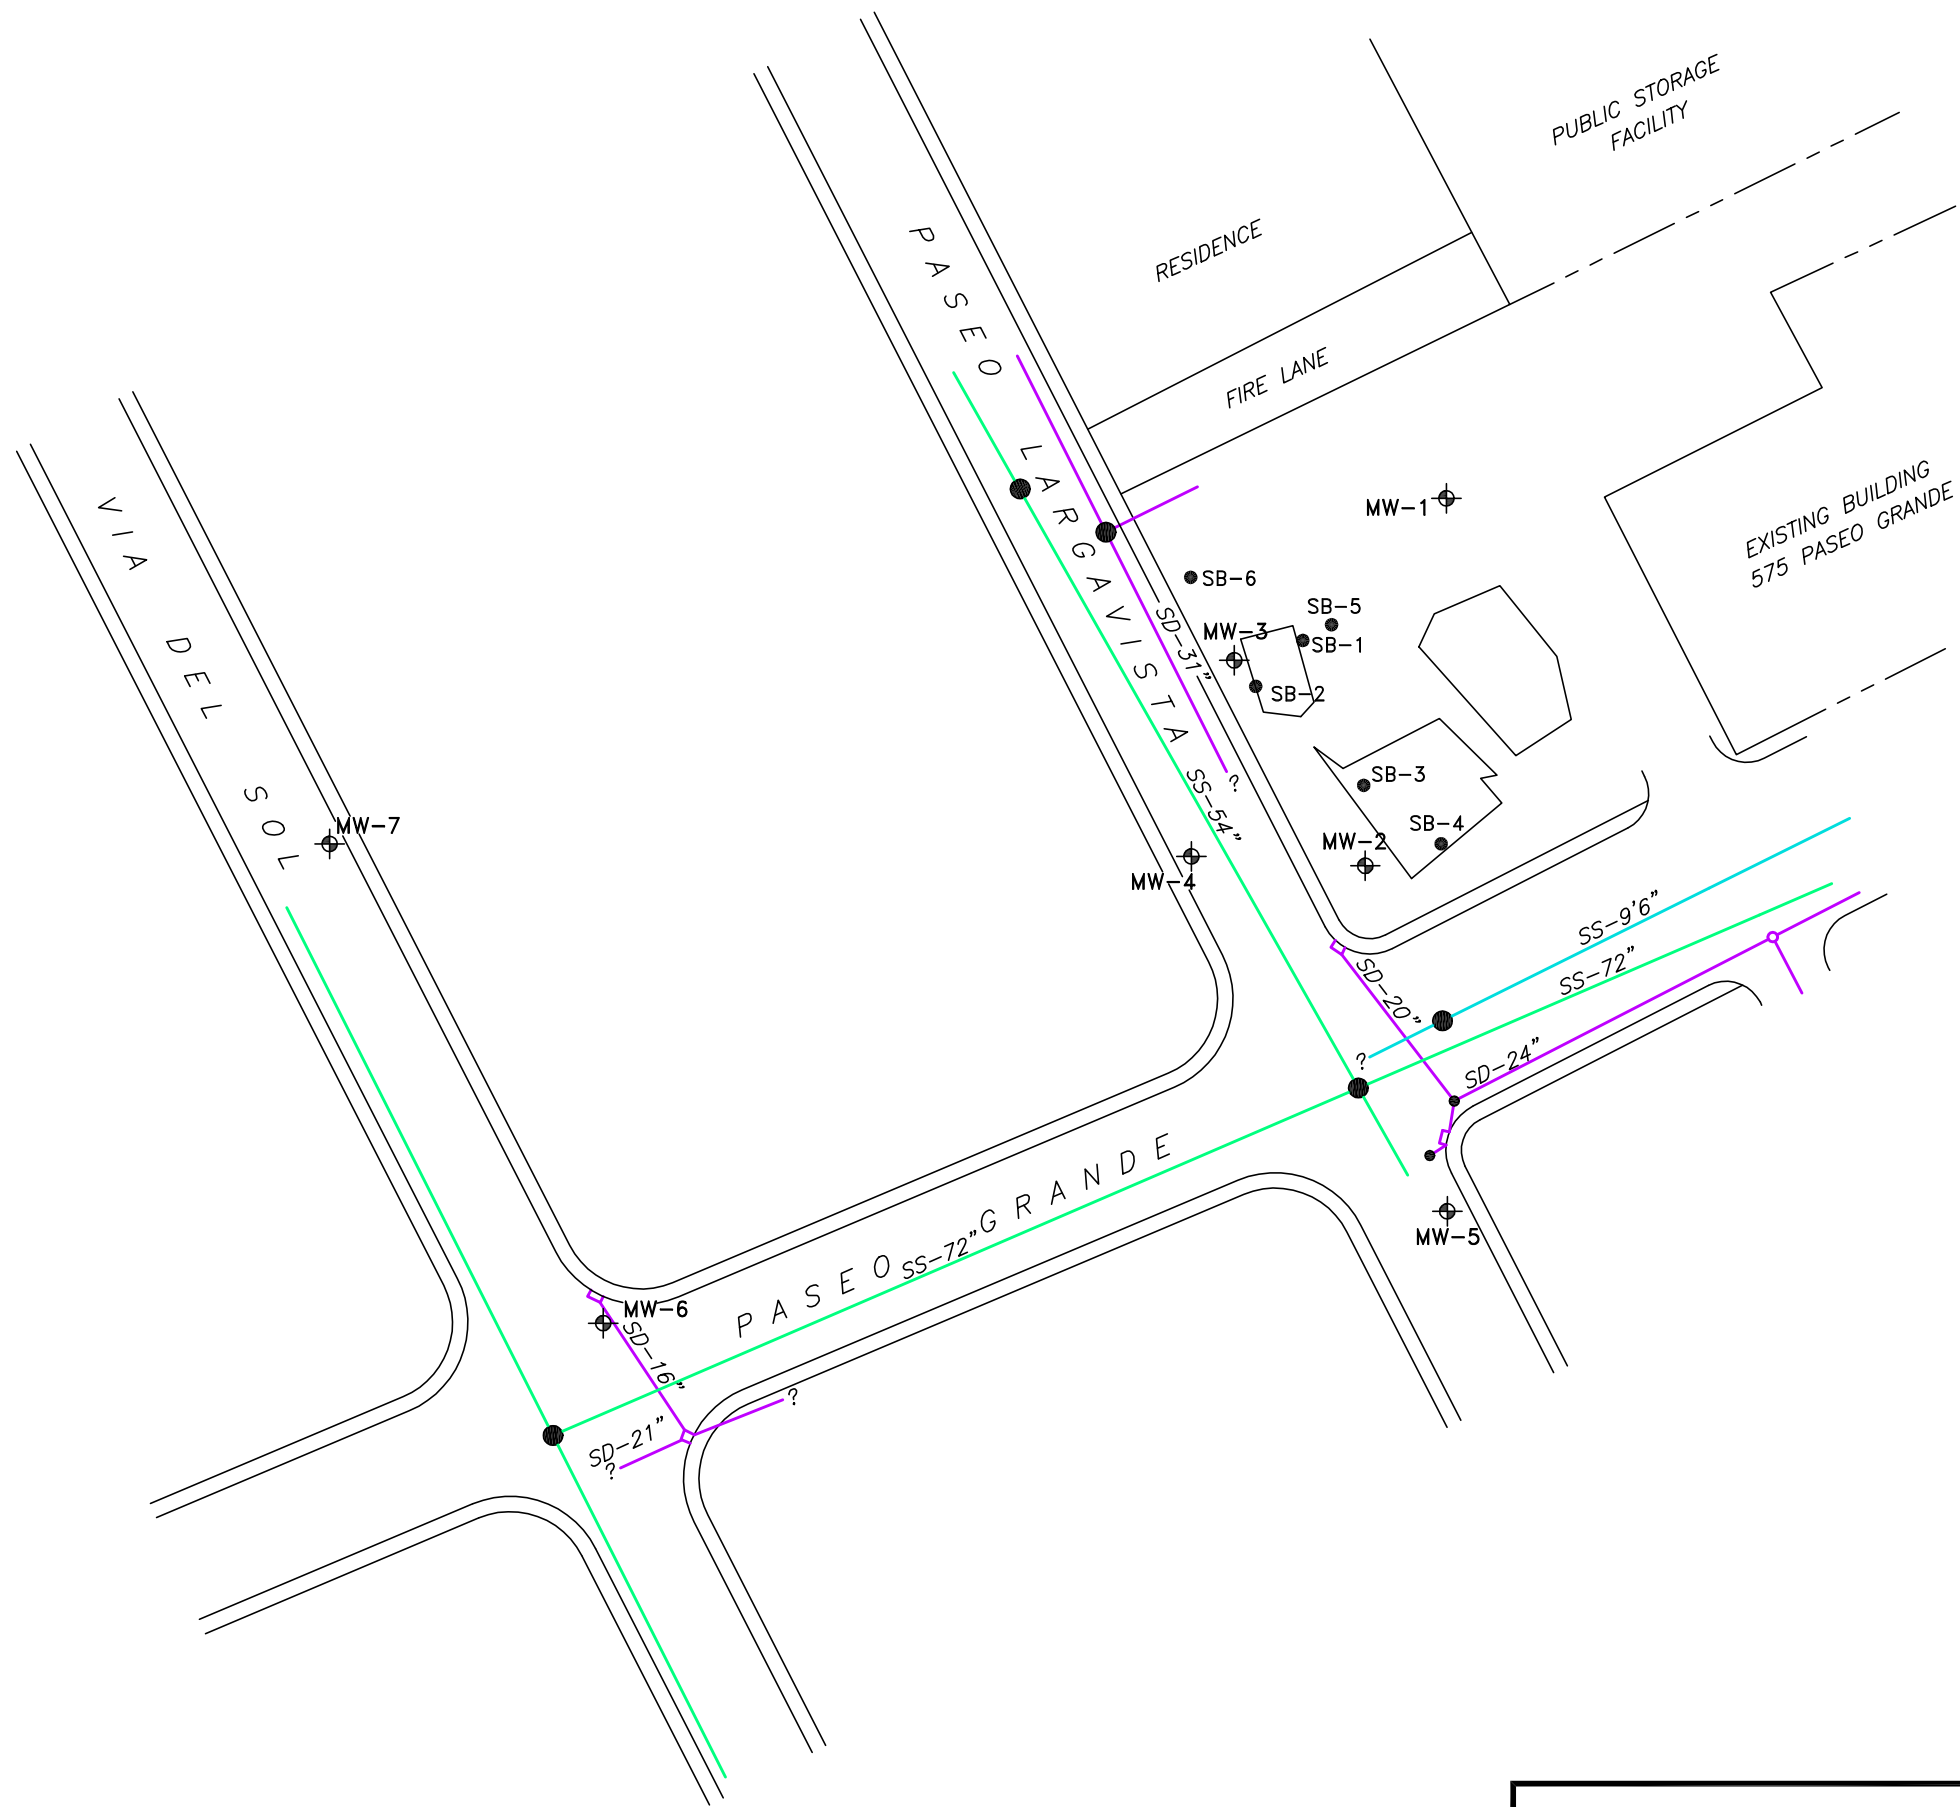 PUBLIC STORAGE
FACILITY
RESIDENCE
FIRE LANE
PASEO LARGAVISTA
EXISTING BUILDING
575 PASEO GRANDE
MW-1
SB-6
SB-5
MW-3
SB-1
SD-31"
SB-2
VIA DEL SOL
?
SS-54"
SB-3
SB-4
MW-7
MW-2
MW-4
SS-9'6"
SS-72"
SD-20"
?
SD-24"
PASEO GRANDE
SS-72"
MW-5
MW-6
SD-16"
?
SD-21"
?